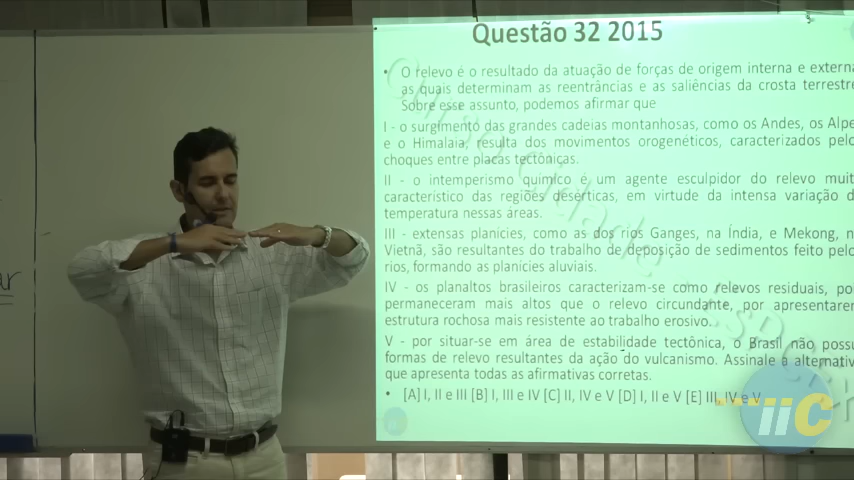 Questão 32 2015
• O relevo é o resultado da atuação de forças de origem interna e externa
as quais determinam as reentrâncias e as saliências da crosta terrestre
Sobre esse assunto, podemos afirmar que
I - o surgimento das grandes cadeias montanhosas, como os Andes, os Alpe
e o Himalaia, resulta dos movimentos orogenéticos, caracterizados pelo
choques entre placas tectônicas.
II - o intemperismo químico é um agente esculpidor do relevo muit
característico das regiões desérticas, em virtude da intensa variação d
temperatura nessas áreas.
III - extensas planícies, como as dos rios Ganges, na Índia, e Mekong, n
Vietnã, são resultantes do trabalho de deposição de sedimentos feito pelo
rios, formando as planícies aluviais.
IV - os planaltos brasileiros caracterizam-se como relevos residuais, po
permaneceram mais altos que o relevo circundante, por apresentarem
estrutura rochosa mais resistente ao trabalho erosivo.
V - por situar-se em área de estabilidade tectônica, o Brasil não possu
formas de relevo resultantes da ação do vulcanismo. Assinale a alternativ
que apresenta todas as afirmativas corretas.
• [A] I, II e III [B] I, III e IV [C] II, IV e V [D] I, II e V [E] III, IV e V
iiC